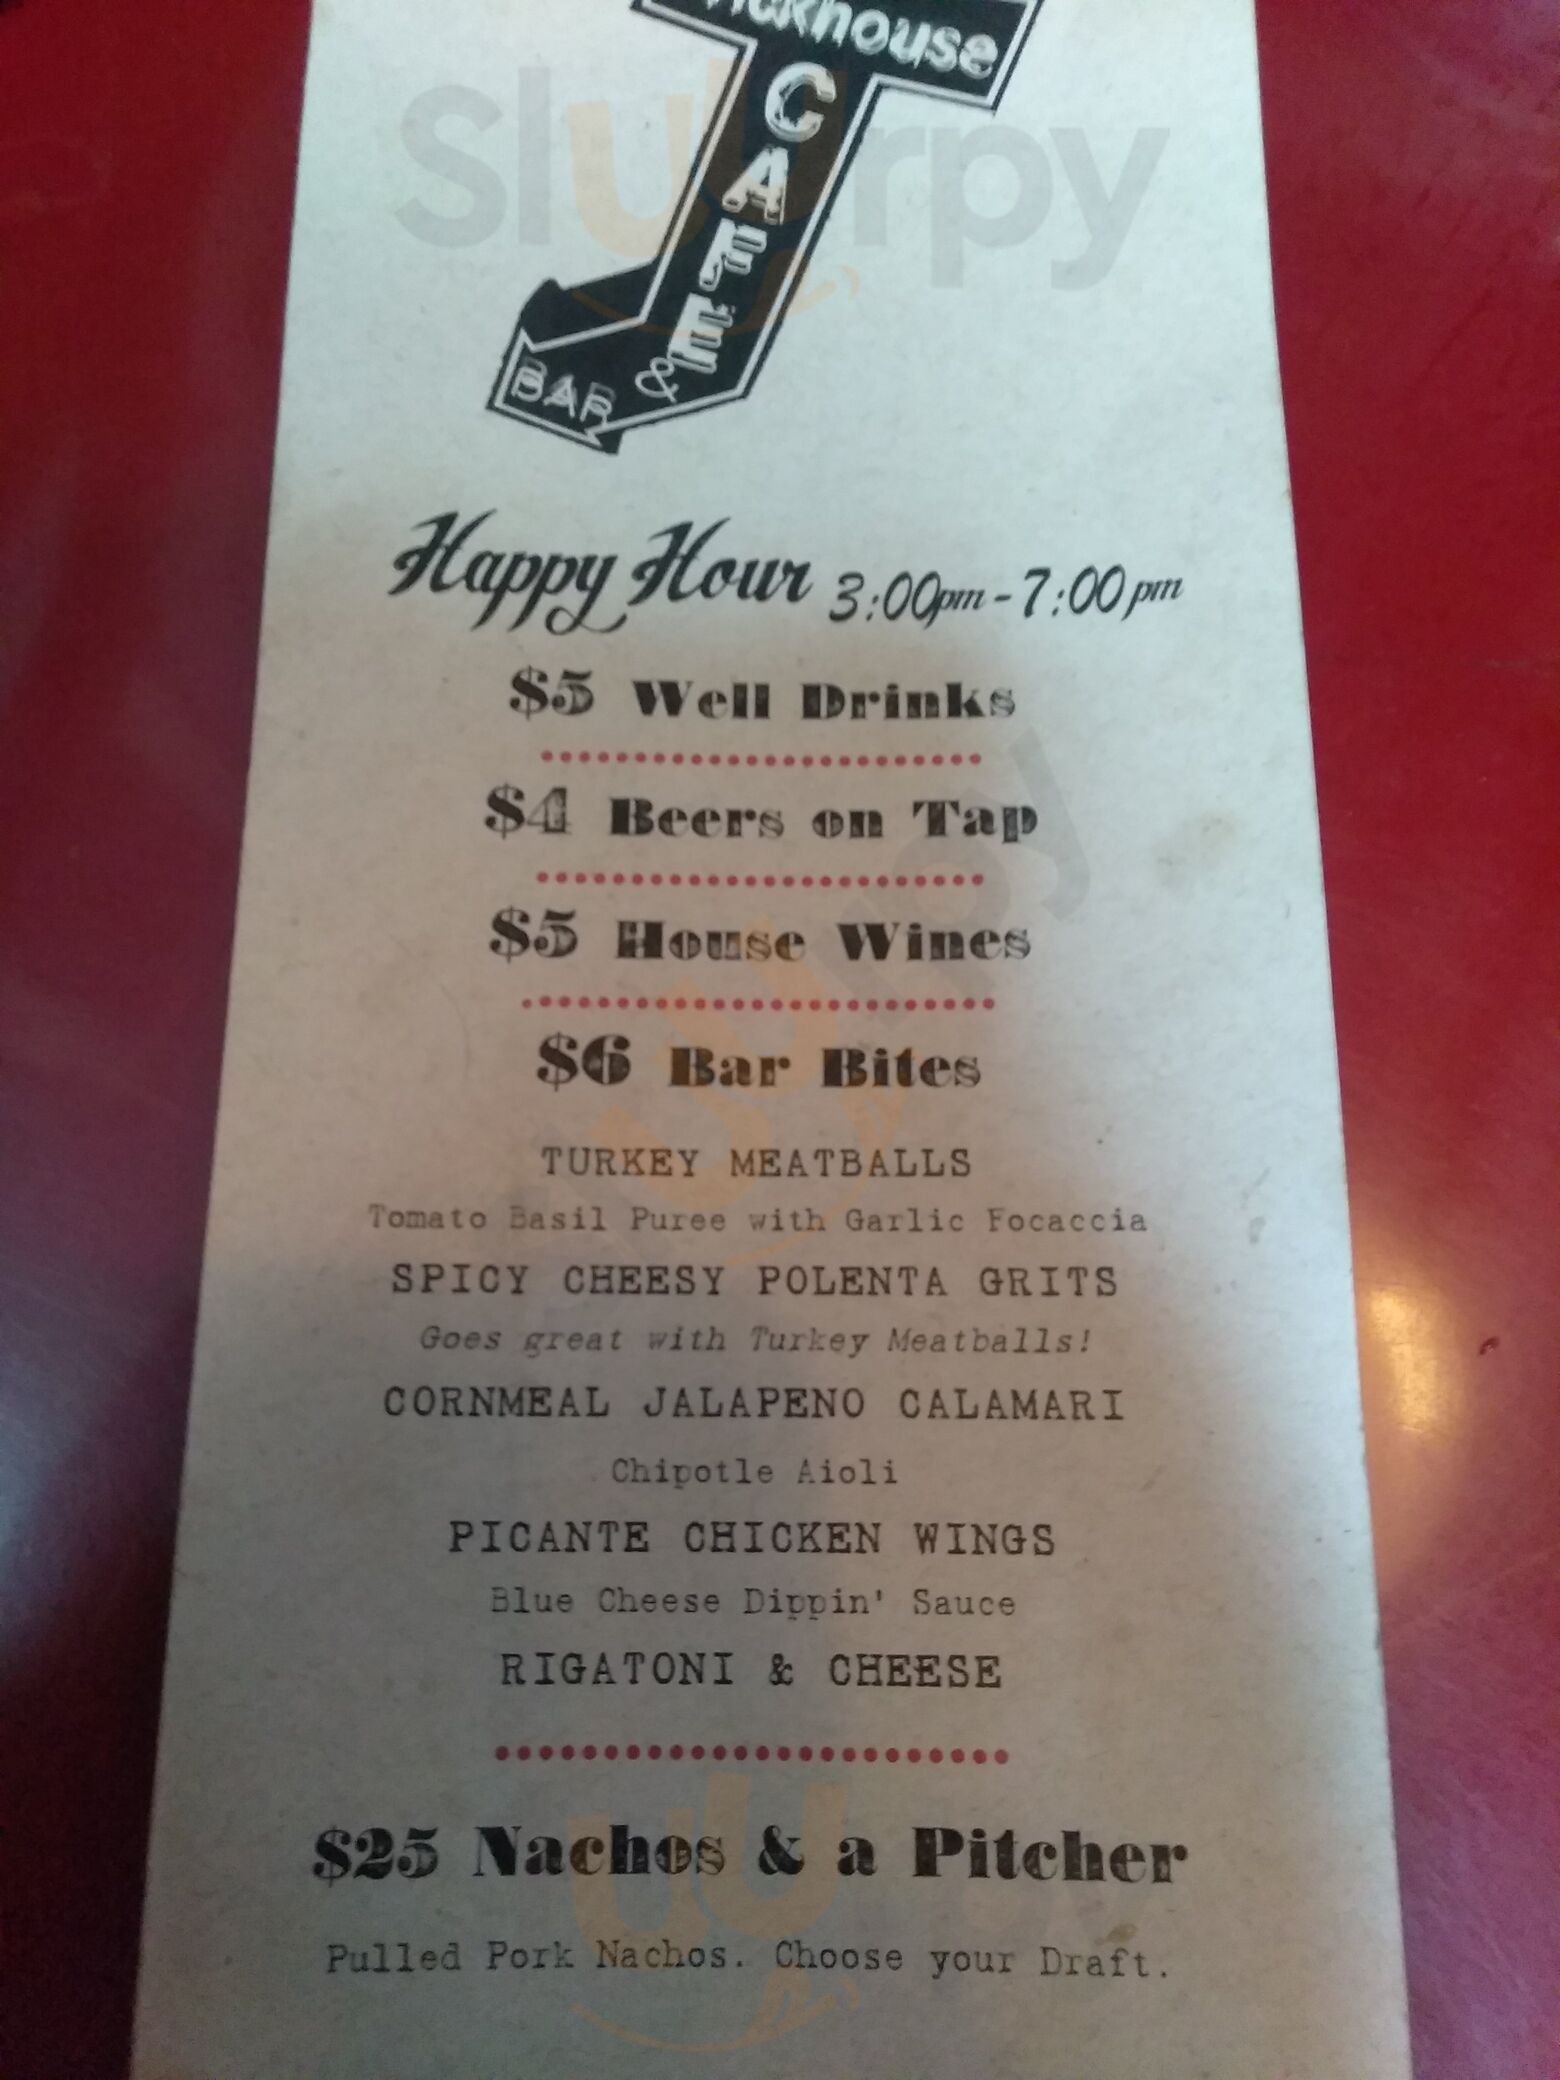 ickhouse
CAFE
&
BAR
Slurpy
Happy Hour 3:00pm - 7:00pm
$5 Well Drinks
$4 Beers on Tap
$5 House Wines
$6 Bar Bites
TURKEY MEATBALLS
Tomato Basil Puree with Garlic Focaccia
SPICY CHEESY POLENTA GRITS
Goes great with Turkey Meatballs!
CORNMEAL JALAPENO CALAMARI
Chipotle Aioli
PICANTE CHICKEN WINGS
Blue Cheese Dippin' Sauce
RIGATONI & CHEESE
$25 Nachos & a Pitcher
Pulled Pork Nachos. Choose your Draft.